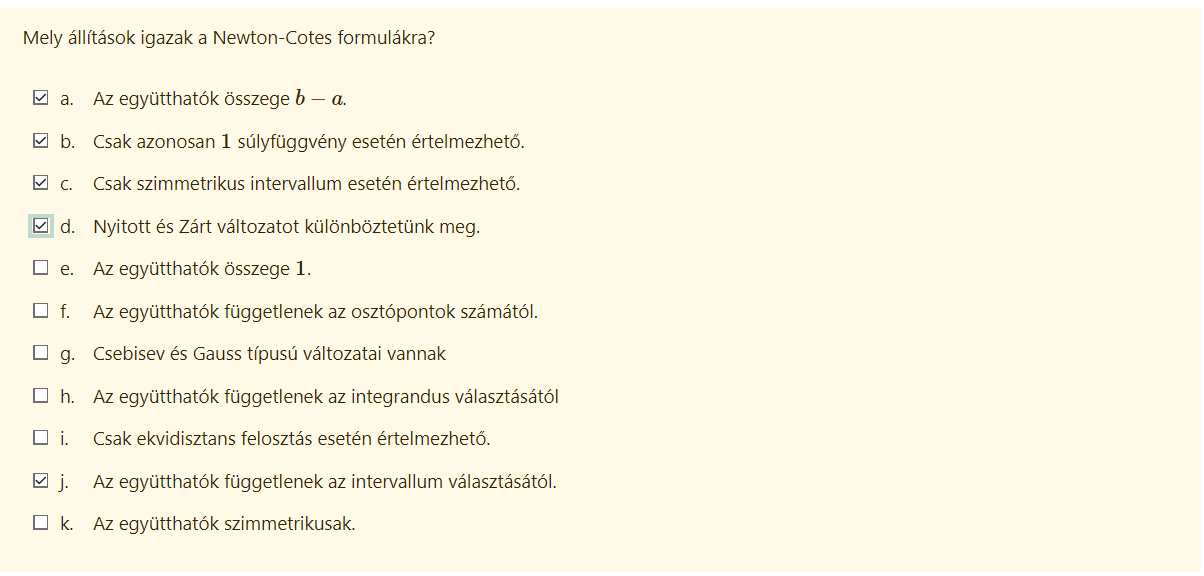 Mely állítások igazak a Newton-Cotes formulákra?
a. Az együtthatók összege b − a.
b. Csak azonosan 1 súlyfüggvény esetén értelmezhető.
c. Csak szimmetrikus intervallum esetén értelmezhető.
d. Nyitott és Zárt változatot különböztetünk meg.
e. Az együtthatók összege 1.
f. Az együtthatók függetlenek az osztópontok számától.
g. Csebisev és Gauss típusú változatai vannak
h. Az együtthatók függetlenek az integrandus választásától
i. Csak ekvidisztans felosztás esetén értelmezhető.
j. Az együtthatók függetlenek az intervallum választásától.
k. Az együtthatók szimmetrikusak.